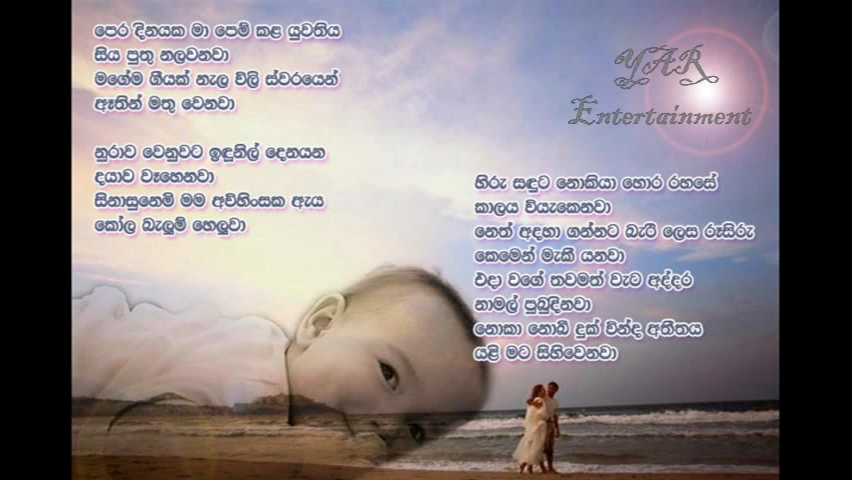 පෙර දිනයක මා පෙම් කළ යුවතිය
සිය පුතු නලවනවා
මගේම ගීයක් නැල විලි ස්වරයෙන්
ඈතින් මතු වෙනවා
නුරාව වෙනුවට ඉඳුනිල් දෙනයන
දයාව වෑහෙනවා
සිනාසුනෙමි මම අවිහිංසක ඇය
කෝල බැලුම් හෙලුවා
YAR
Entertainment
හිරු සඳුට නොකියා හොර රහසේ
කාලය වියැකෙනවා
නෙත් අදහා ගන්නට බැරි ලෙස රූසිරු
කෙමෙන් මැකී යනවා
එදා වගේ තවමත් වැට අද්දර
නාමල් පුබුදිනවා
නොකා නොබී දුක් වින්ද අතීතය
යළි මට සිහිවෙනවා